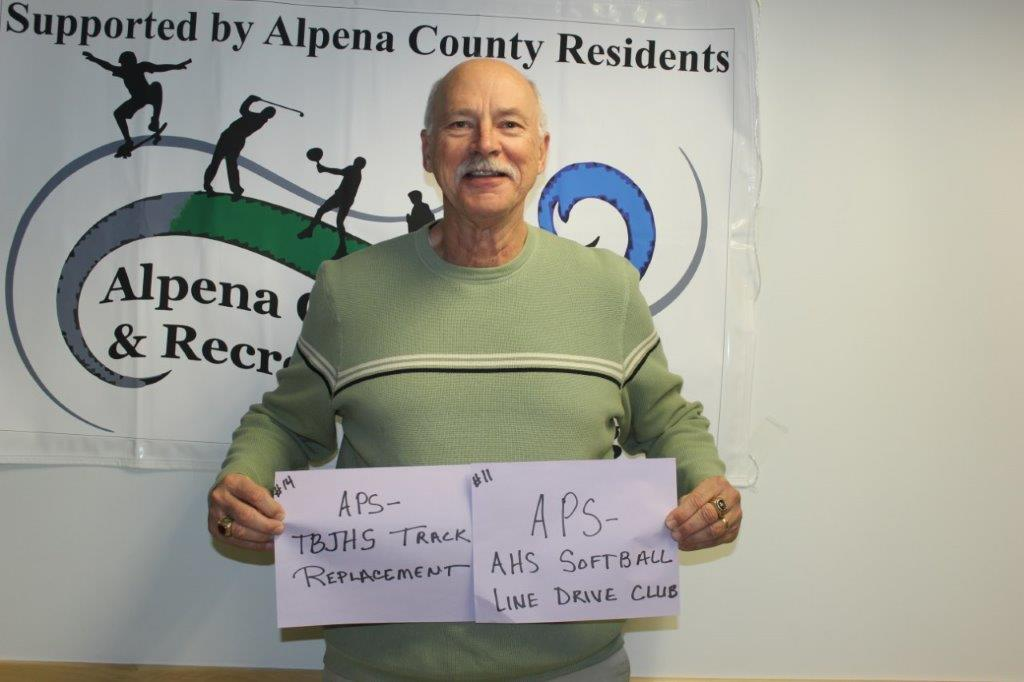 Supported by Alpena County Residents
Alpena
& Recre
#14
APS-
TBJHS TRACK
REPLACEMENT
#11
APS-
AHS SOFTBALL
LINE DRIVE CLUB